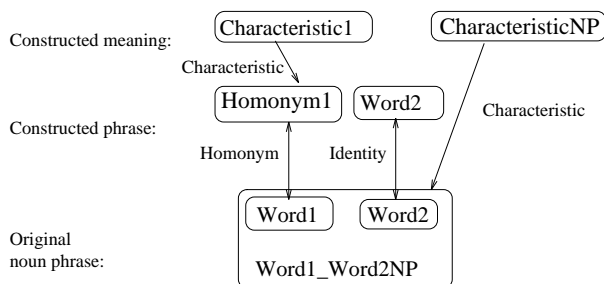 Constructed meaning:
Characteristic1
CharacteristicNP
Characteristic
Constructed phrase:
Homonym1
Word2
Characteristic
Homonym
Identity
Word1
Word2
Original
noun phrase:
Word1_Word2NP